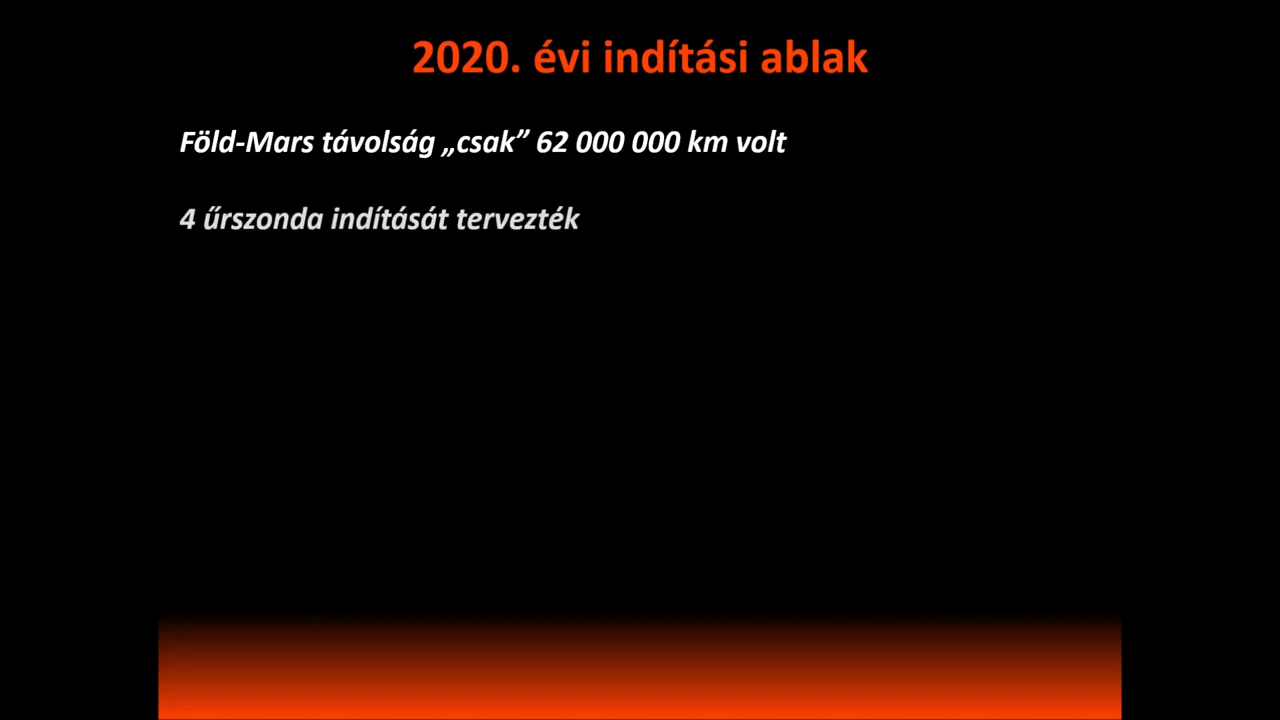 2020. évi indítási ablak
Föld-Mars távolság „csak” 62 000 000 km volt
4 űrszonda indítását tervezték